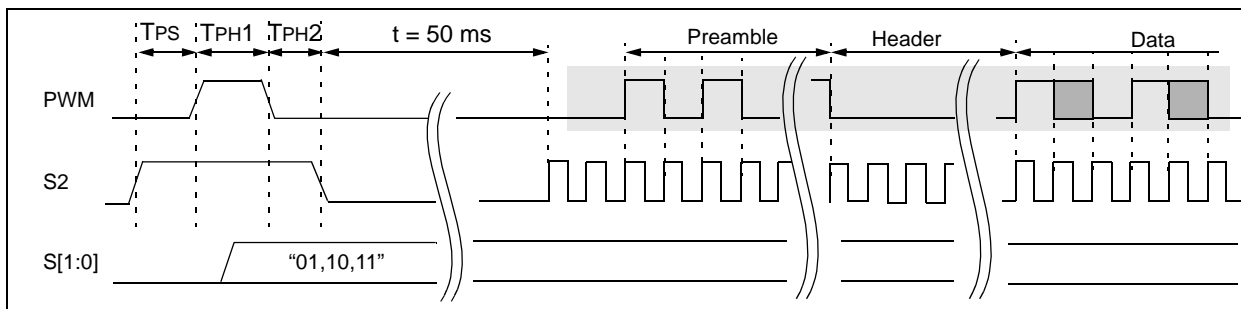 TPS TPH1 TPH2 t = 50 ms Preamble Header Data
PWM
S2
S[1:0] “01,10,11”